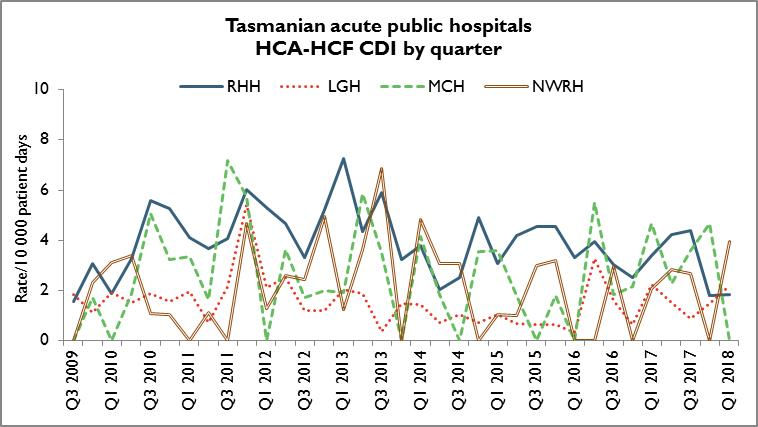 Tasmanian acute public hospitals
HCA-HCF CDI by quarter
RHH LGH MCH NWRH
Rate/10 000 patient days
10
8
6
4
2
0
Q3 2009 Q1 2010 Q3 2010 Q1 2011 Q3 2011 Q1 2012 Q3 2012 Q1 2013 Q3 2013 Q1 2014 Q3 2014 Q1 2015 Q3 2015 Q1 2016 Q3 2016 Q1 2017 Q3 2017 Q1 2018